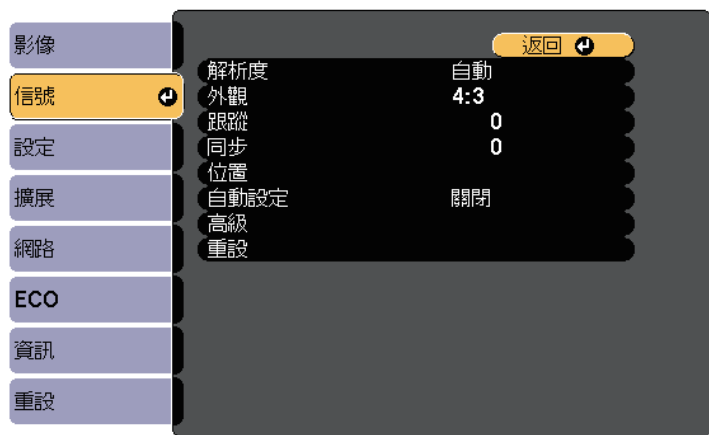 影像
信號
設定
擴展
網路
ECO
資訊
重設
返回
解析度 自動
外觀 4:3
跟蹤 0
同步 0
位置
自動設定 關閉
高級
重設